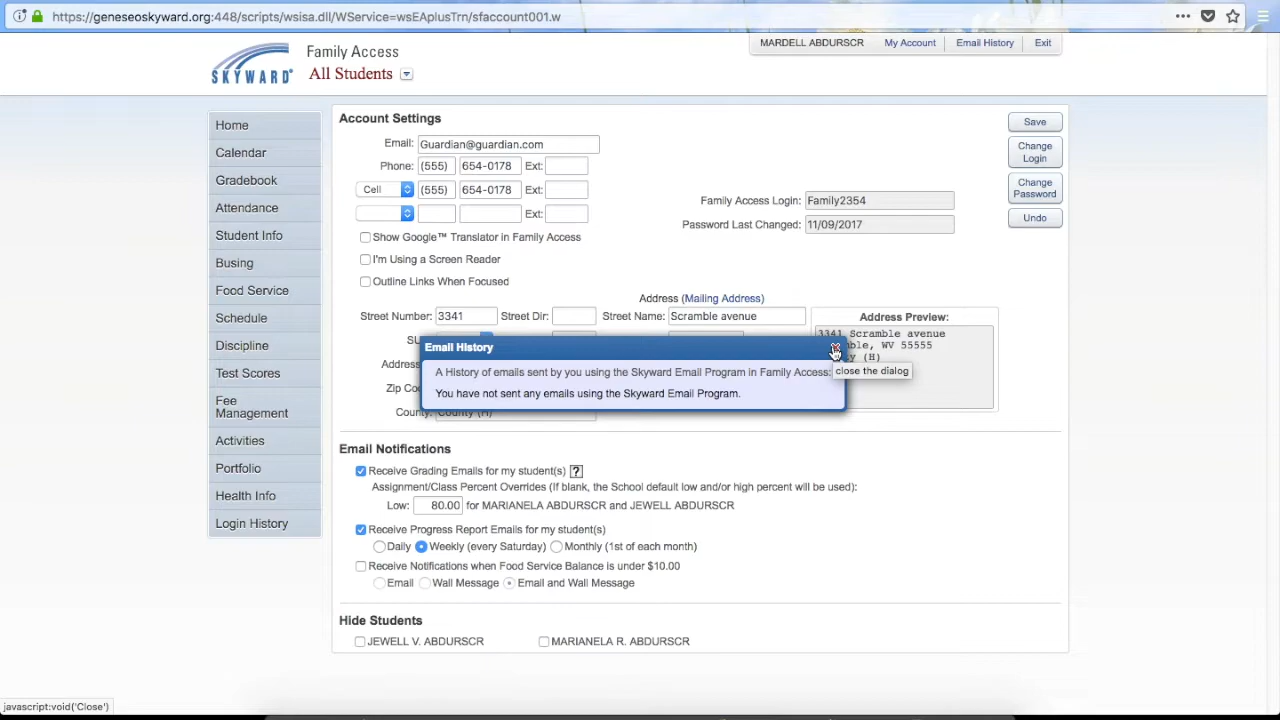 https://geneseoskyward.org:448/scripts/wsisa.dll/WService=wsEAplusTrn/sfaccount001.w
SKYWARD
Family Access
All Students
MARDELL ABDURSCR My Account Email History Exit
Home
Calendar
Gradebook
Attendance
Student Info
Busing
Food Service
Schedule
Discipline
Test Scores
Fee
Management
Activities
Portfolio
Health Info
Login History
Account Settings
Email: Guardian@guardian.com
Phone: (555) 654-0178 Ext:
Cell (555) 654-0178 Ext:
Ext:
Show Google™ Translator in Family Access
I'm Using a Screen Reader
Outline Links When Focused
Family Access Login: Family2354
Password Last Changed: 11/09/2017
Save
Change
Login
Change
Password
Undo
Address (Mailing Address)
Street Number: 3341 Street Dir: Street Name: Scramble avenue
SU
Address
Zip Co
County: County (H)
Address Preview:
3341 Scramble avenue
mble, WV 55555
y (H)
Email History
A History of emails sent by you using the Skyward Email Program in Family Access:
You have not sent any emails using the Skyward Email Program.
close the dialog
Email Notifications
Receive Grading Emails for my student(s) ?
Assignment/Class Percent Overrides (If blank, the School default low and/or high percent will be used):
Low: 80.00 for MARIANELA ABDURSCR and JEWELL ABDURSCR
Receive Progress Report Emails for my student(s)
Daily Weekly (every Saturday) Monthly (1st of each month)
Receive Notifications when Food Service Balance is under $10.00
Email Wall Message Email and Wall Message
Hide Students
JEWELL V. ABDURSCR MARIANELA R. ABDURSCR
javascript:void('Close')